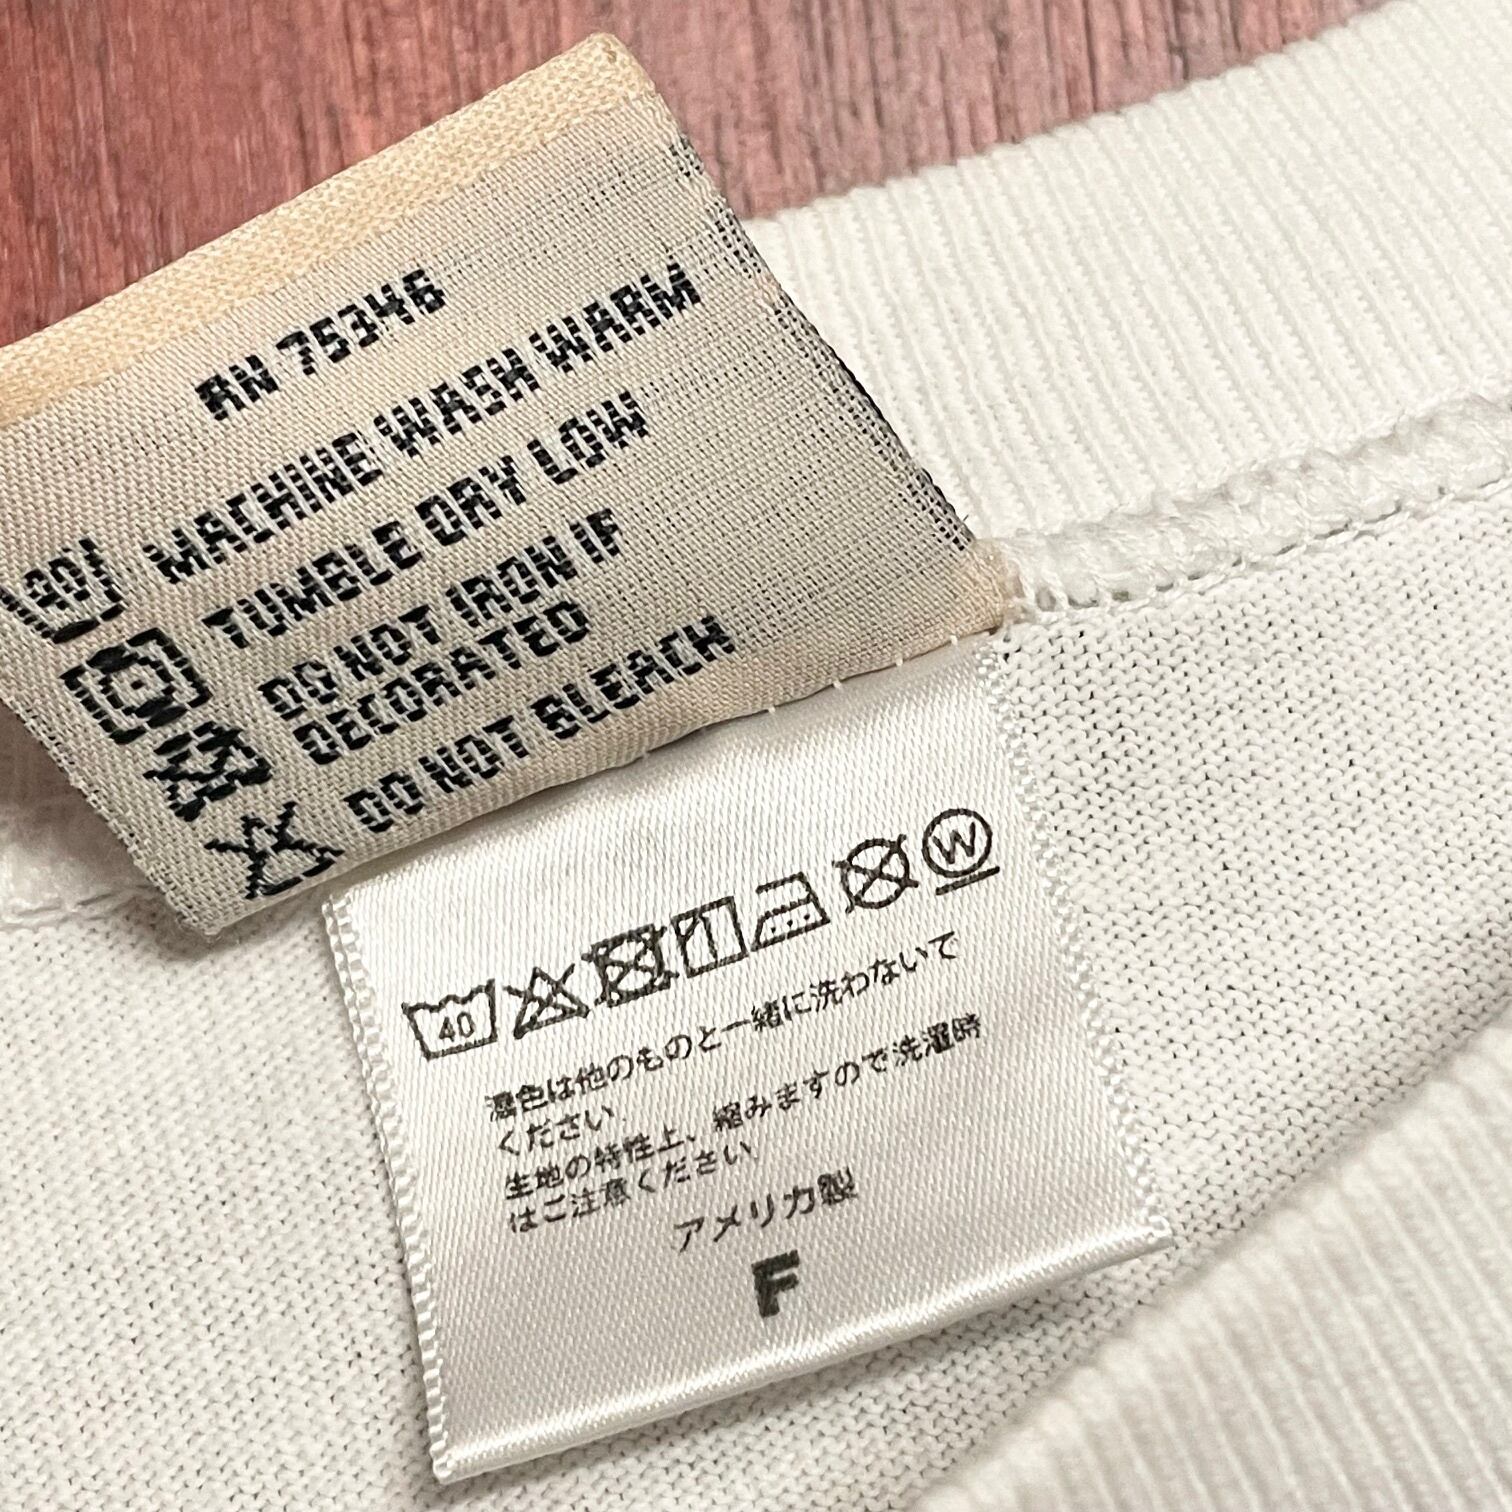 RN 75346
40
MACHINE WASH WARM
TUMBLE DRY LOW
DO NOT IRON IF
DECORATED
DO NOT BLEACH
40
W
濃色は他のものと一緒に洗わないで
ください.
生地の特性上、縮みますので洗濯時
はご注意ください.
アメリカ製
F